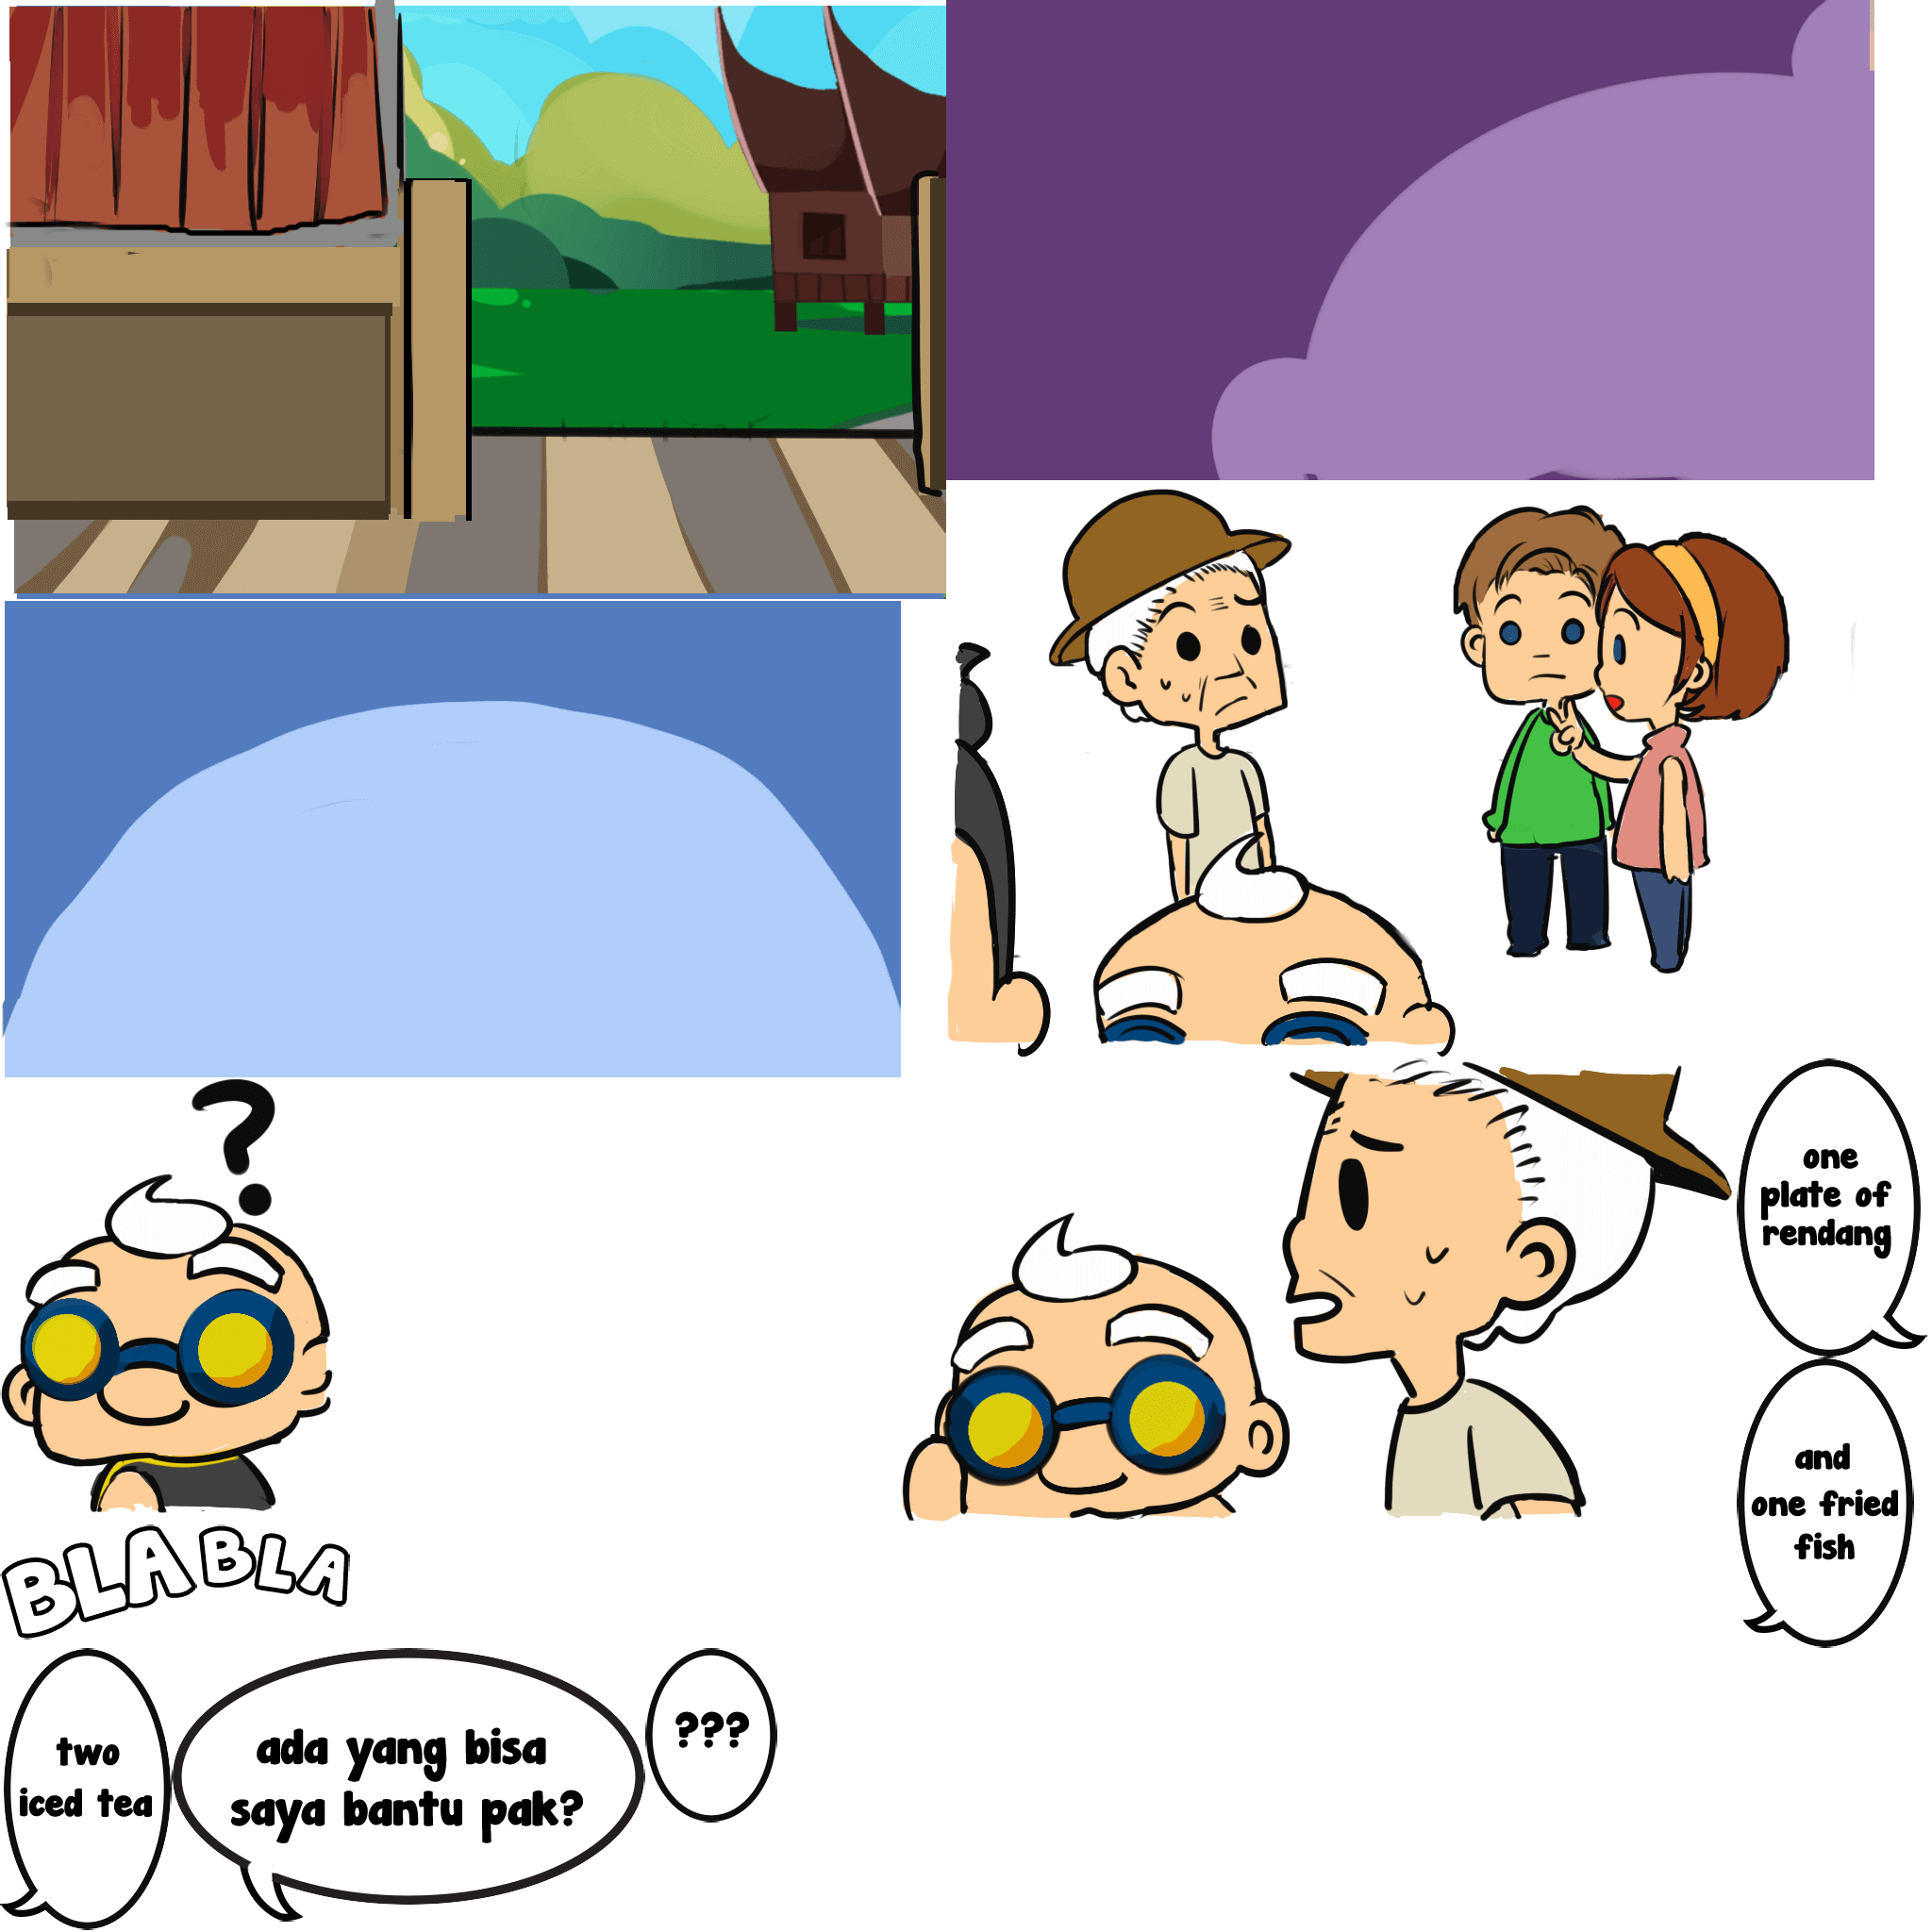 ?
one
plate of
rendang
and
one fried
fish
BLABLA
two
iced tea
ada yang bisa
saya bantu pak?
???